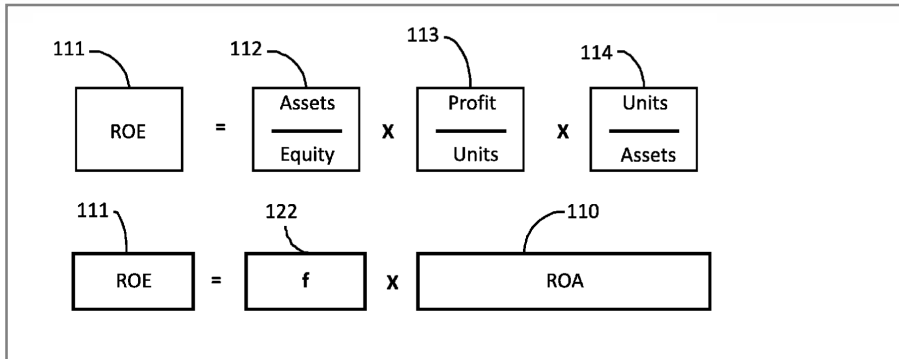 111 112 113 114
ROE = Assets X Profit X Units
Equity Units Assets
111 122 110
ROE = f X ROA